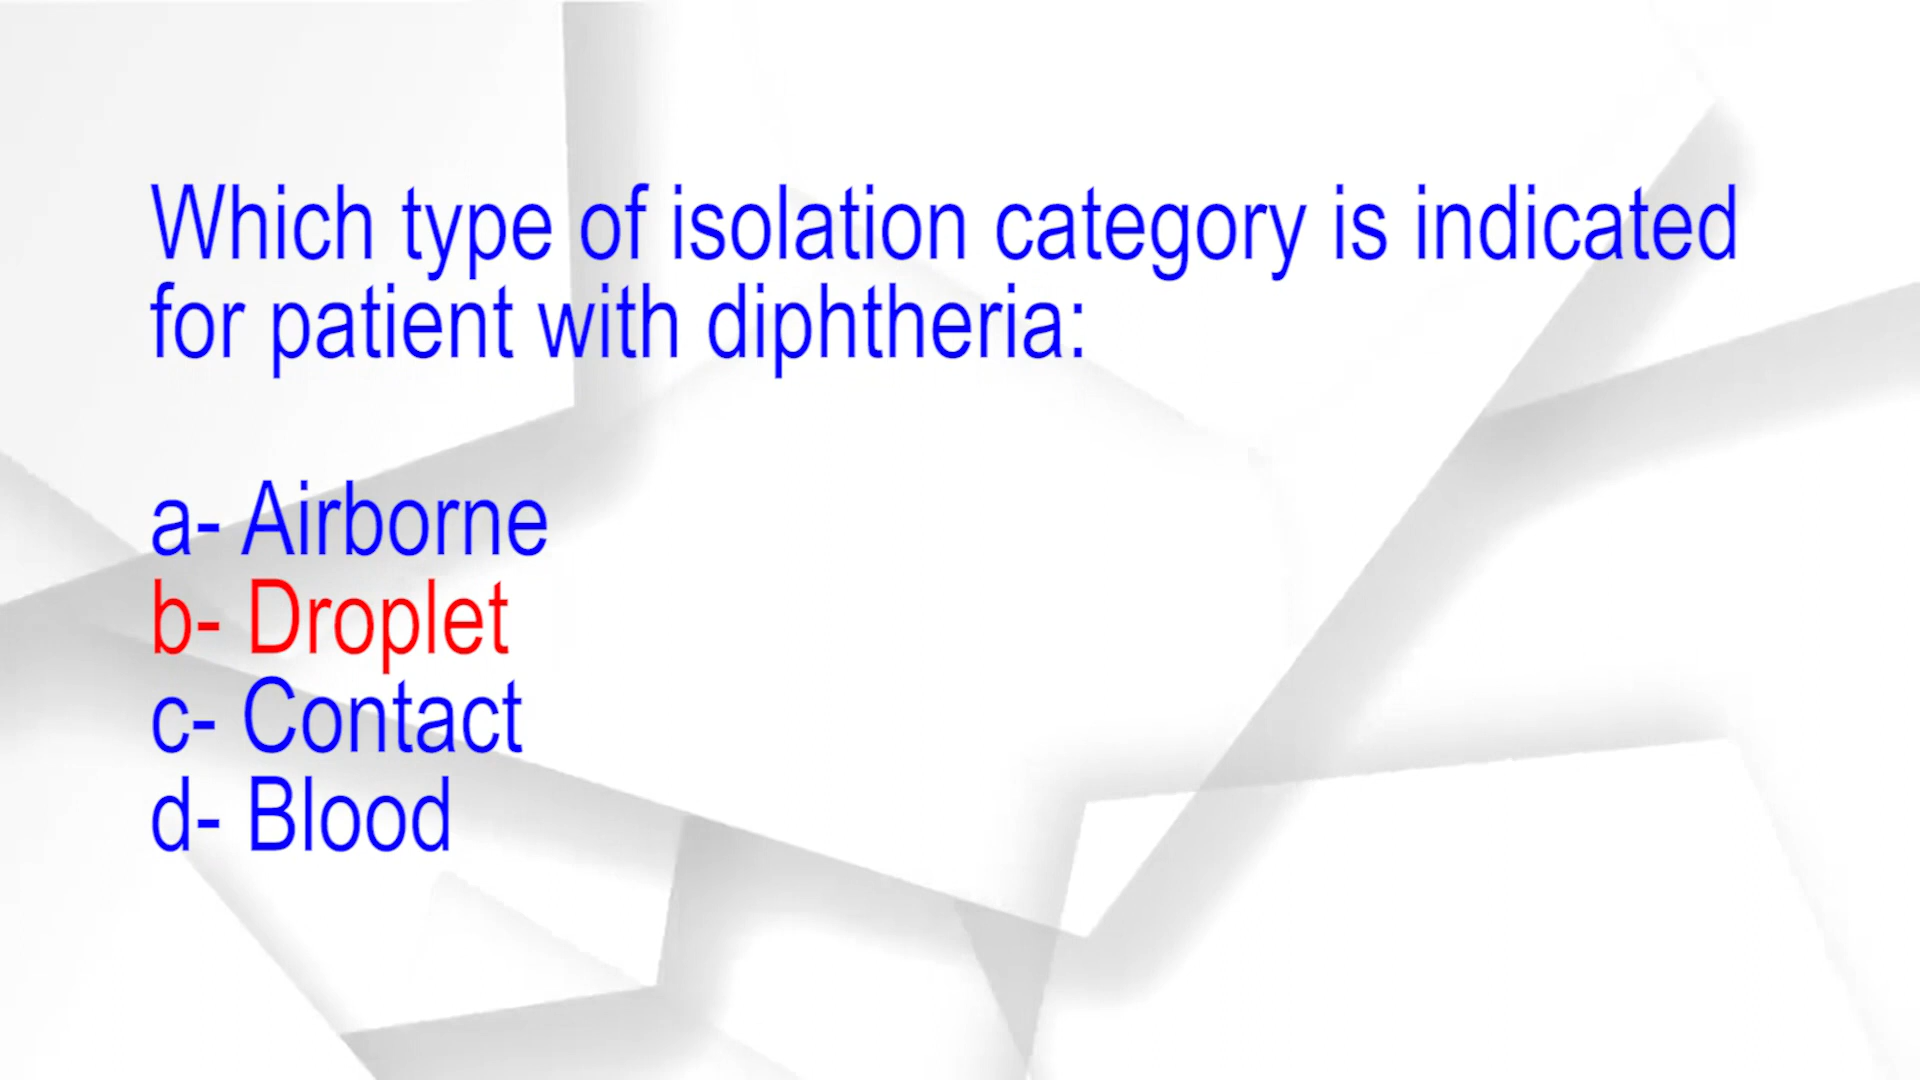 Which type of isolation category is indicated
for patient with diphtheria:
a- Airborne
b- Droplet
c- Contact
d- Blood